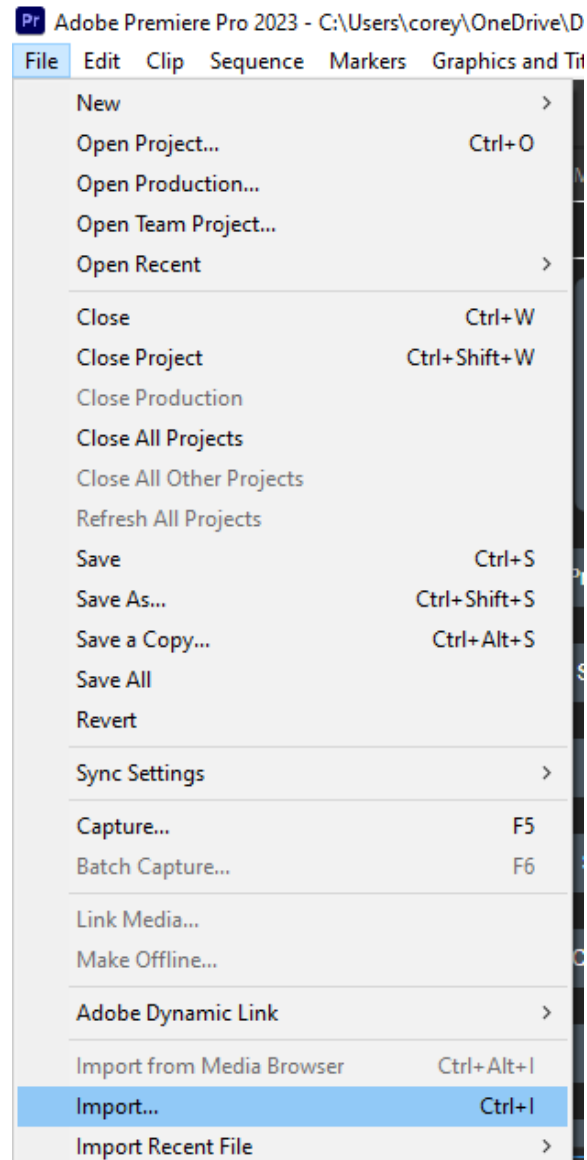 Pr Adobe Premiere Pro 2023 - C:\Users\corey\OneDrive\D
File Edit Clip Sequence Markers Graphics and Tit
New >
Open Project... Ctrl+O
Open Production...
Open Team Project...
Open Recent >
Close Ctrl+W
Close Project Ctrl+Shift+W
Close Production
Close All Projects
Close All Other Projects
Refresh All Projects
Save Ctrl+S
Save As... Ctrl+Shift+S
Save a Copy... Ctrl+Alt+S
Save All
Revert
Sync Settings >
Capture... F5
Batch Capture... F6
Link Media...
Make Offline...
Adobe Dynamic Link >
Import from Media Browser Ctrl+Alt+I
Import... Ctrl+I
Import Recent File >